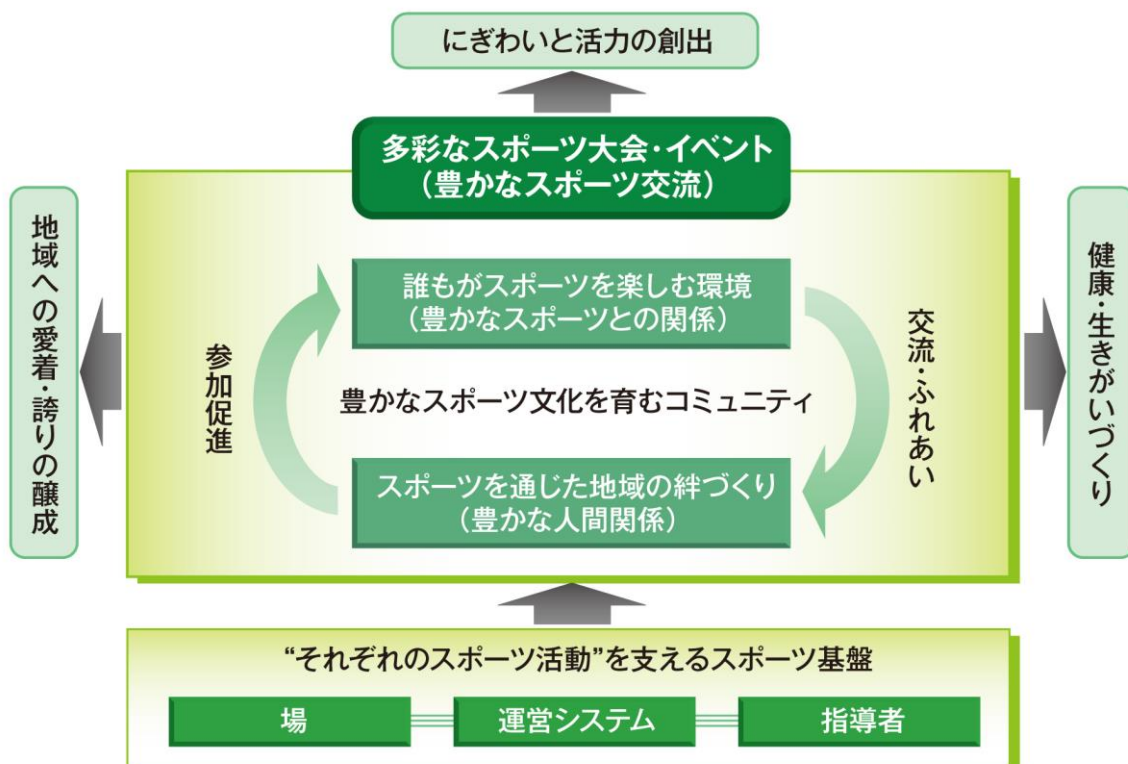 にぎわいと活力の創出
多彩なスポーツ大会・イベント
（豊かなスポーツ交流）
地域への愛着・誇りの醸成
参加促進
誰もがスポーツを楽しむ環境
（豊かなスポーツとの関係）
豊かなスポーツ文化を育むコミュニティ
スポーツを通じた地域の絆づくり
（豊かな人間関係）
交流・ふれあい
健康・生きがいづくり
“それぞれのスポーツ活動”を支えるスポーツ基盤
場
運営システム
指導者